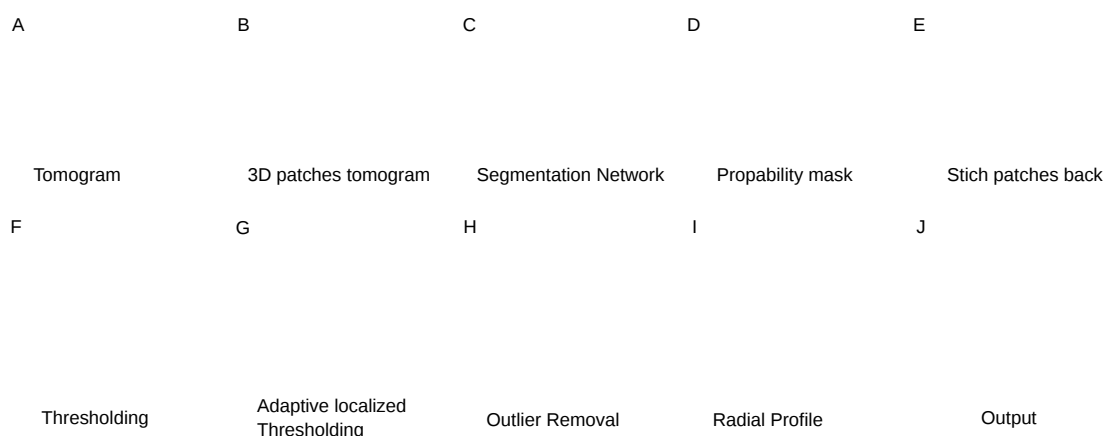 A B C D E
Tomogram 3D patches tomogram Segmentation Network Propability mask Stich patches back
F G H I J
Thresholding Adaptive localized Outlier Removal Radial Profile Output
Thresholding